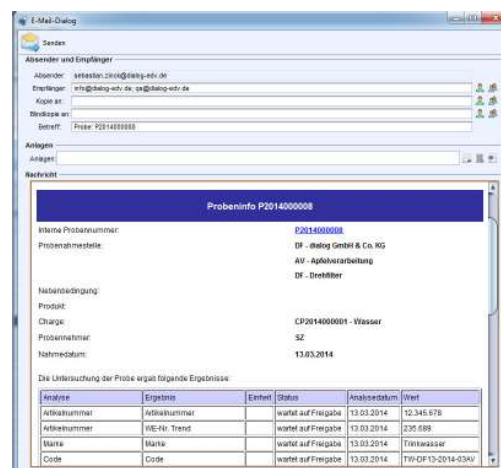 E-Mail-Dialog
Senden
Absender und Empfänger
Absender: sebastian.zinok@dialog-edv.de
Empfänger: info@dialog-edv.de; qa@dialog-edv.de
Kopie an:
Blindkopie an:
Betreff: Probe: P2014000008
Anlagen
Anlagen:
Nachricht
Probeninfo P2014000008
Interne Probennummer: P2014000008
Probenahmestelle: DF - dialog GmbH & Co. KG
AV - Apfelverarbeitung
DF - Drehfilter
Nebenbedingung:
Produkt:
Charge: CP2014000001 - Wasser
Probennehmer: SZ
Nahmedatum: 13.03.2014
Die Untersuchung der Probe ergab folgende Ergebnisse:
Analyse Ergebnis Einheit Status Analysedatum Wert
Artikelnummer Artikelnummer wartet auf Freigabe 13.03.2014 12.345.678
Artikelnummer WE-Nr. Trend wartet auf Freigabe 13.03.2014 235.689
Marke Marke wartet auf Freigabe 13.03.2014 Trinkwasser
Code Code wartet auf Freigabe 13.03.2014 TW-DF13-2014-03AV